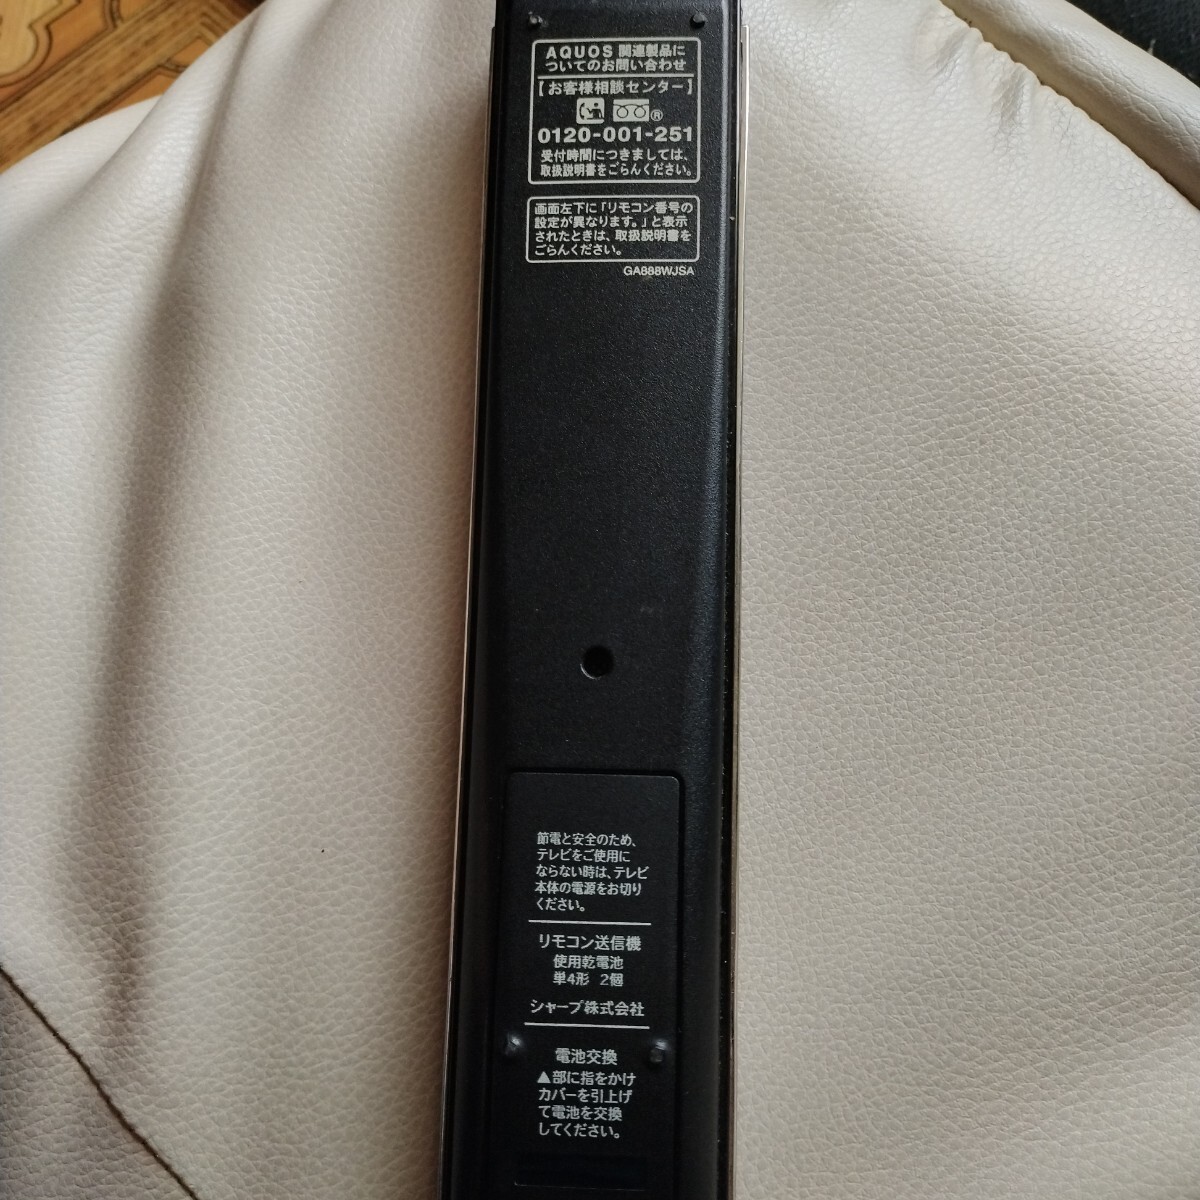 AQUOS 関連製品に
ついてのお問い合わせ
【お客様相談センター】
®
0120-001-251
受付時間につきましては、
取扱説明書をごらんください。
画面左下に「リモコン番号の
設定が異なります。」と表示
されたときは、取扱説明書を
ごらんください。
GA888WJSA
節電と安全のため、
テレビをご使用に
ならない時は、テレビ
本体の電源をお切り
ください。
リモコン送信機
使用乾電池
単4形 2個
シャープ株式会社
電池交換
▲部に指をかけ
カバーを引上げ
て電池を交換
してください。